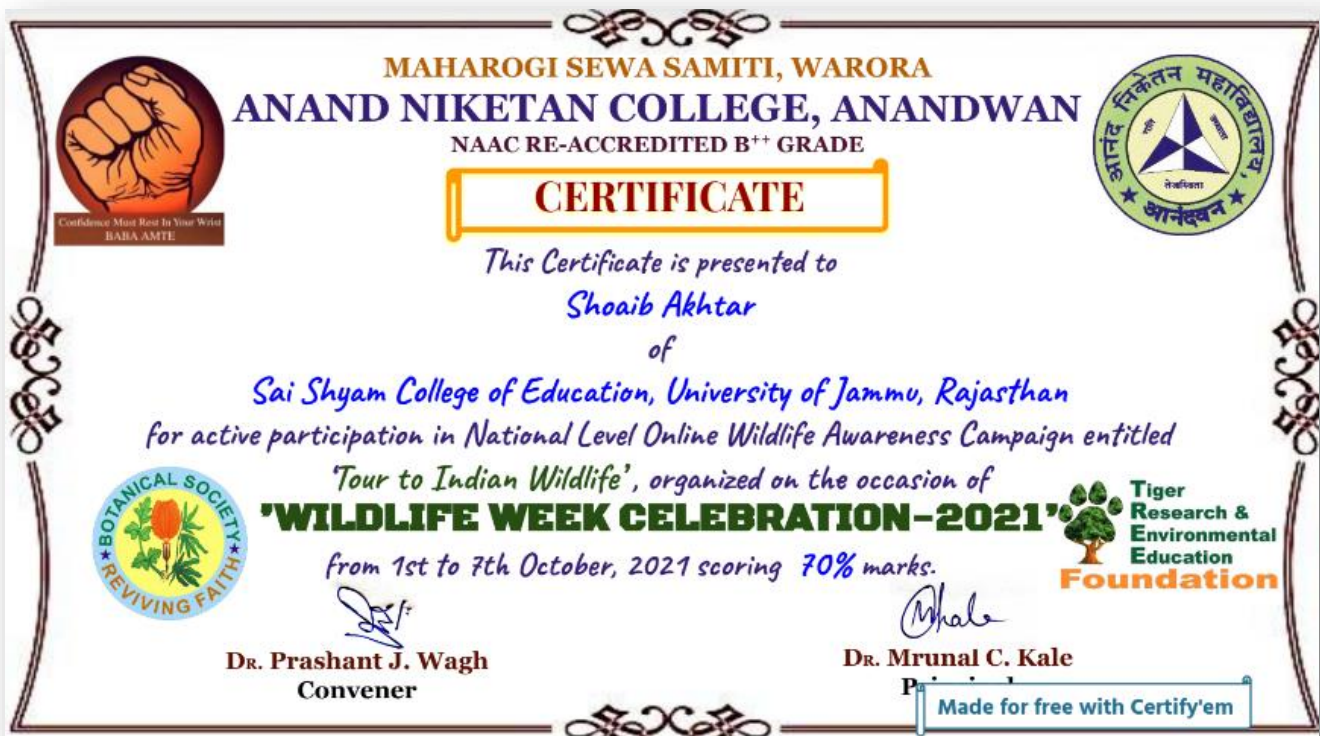 MAHAROGI SEWA SAMITI, WARORA
ANAND NIKETAN COLLEGE, ANANDWAN
NAAC RE-ACCREDITED B++ GRADE
Confidence Must Rest In Your Wrist
BABA AMTE
आनंद निकेतन महाविद्यालय,
तेजस्विता
आनंदवन
CERTIFICATE
This Certificate is presented to
Shoaib Akhtar
of
Sai Shyam College of Education, University of Jammu, Rajasthan
for active participation in National Level Online Wildlife Awareness Campaign entitled
'Tour to Indian Wildlife', organized on the occasion of
'WILDLIFE WEEK CELEBRATION-2021'
from 1st to 7th October, 2021 scoring 70% marks.
BOTANICAL SOCIETY
REVIVING FAITH
Tiger
Research &
Environmental
Education
Foundation
Dr. Prashant J. Wagh
Convener
Dr. Mrunal C. Kale
Made for free with Certify'em